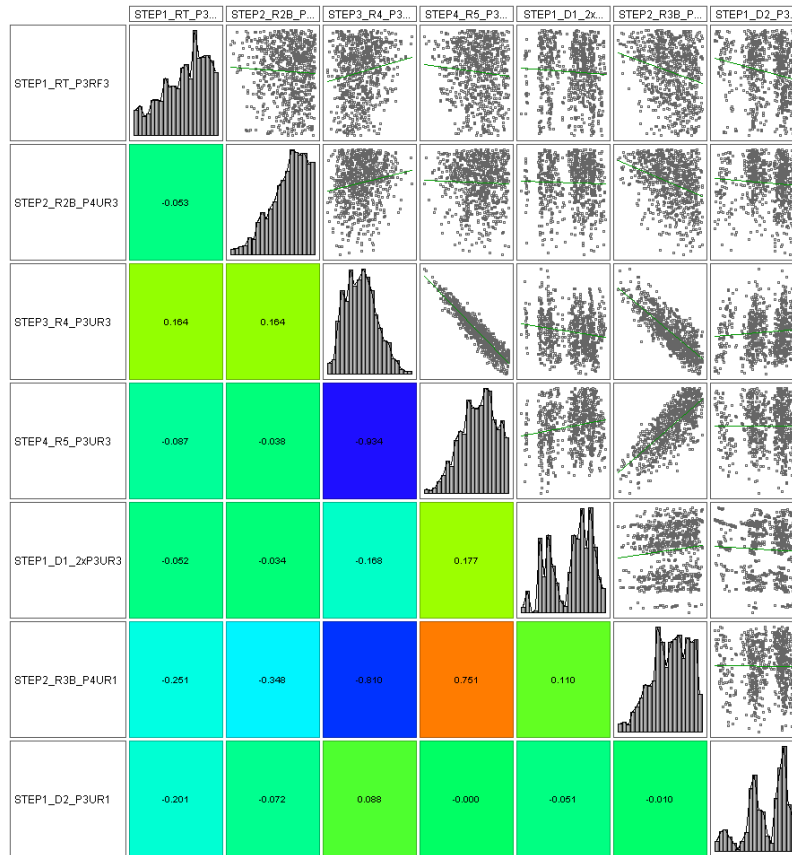 STEP1_RT_P3... STEP2_R2B_P... STEP3_R4_P3... STEP4_R5_P3... STEP1_D1_2x... STEP2_R3B_P... STEP1_D2_P3...
STEP1_RT_P3RF3
STEP2_R2B_P4UR3 -0.053
STEP3_R4_P3UR3 0.164 0.164
STEP4_R5_P3UR3 -0.087 -0.038 -0.934
STEP1_D1_2xP3UR3 -0.052 -0.034 -0.168 0.177
STEP2_R3B_P4UR1 -0.251 -0.348 -0.810 0.751 0.110
STEP1_D2_P3UR1 -0.201 -0.072 0.088 -0.000 -0.051 -0.010